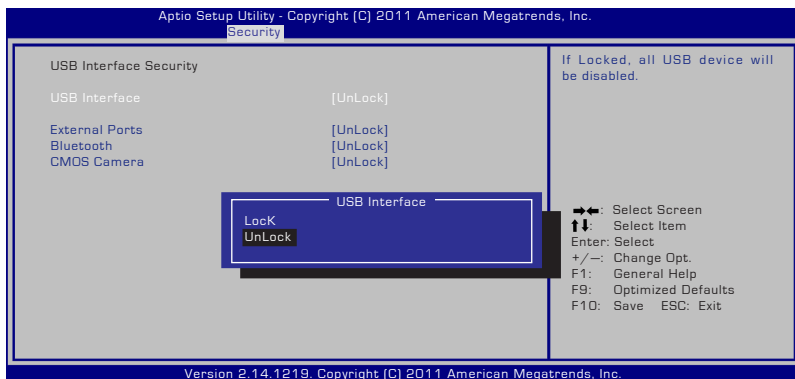 Aptio Setup Utility - Copyright (C) 2011 American Megatrends, Inc.
Security
USB Interface Security
USB Interface [UnLock]
External Ports [UnLock]
Bluetooth [UnLock]
CMOS Camera [UnLock]
USB Interface
LocK
UnLock
If Locked, all USB device will
be disabled.
→←: Select Screen
↑↓: Select Item
Enter: Select
+/—: Change Opt.
F1: General Help
F9: Optimized Defaults
F10: Save ESC: Exit
Version 2.14.1219. Copyright (C) 2011 American Megatrends, Inc.